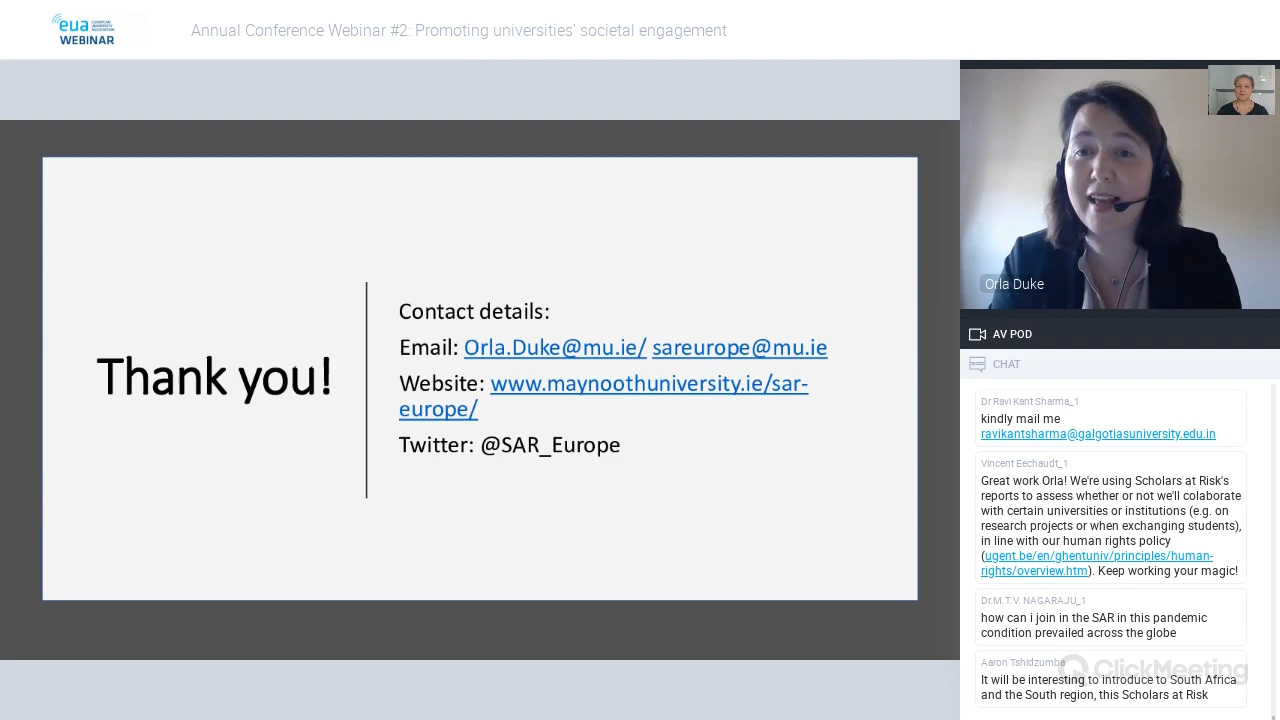 eua EUROPEAN UNIVERSITY ASSOCIATION
WEBINAR
Annual Conference Webinar #2: Promoting universities' societal engagement
Thank you!
Contact details:
Email: Orla.Duke@mu.ie/ sareurope@mu.ie
Website: www.maynoothuniversity.ie/sar-
europe/
Twitter: @SAR_Europe
Orla Duke
AV POD
CHAT
Dr Ravi Kant Sharma_1
kindly mail me
ravikantsharma@galgotiasuniversity.edu.in
Vincent Eechaudt_1
Great work Orla! We're using Scholars at Risk's
reports to assess whether or not we'll colaborate
with certain universities or institutions (e.g. on
research projects or when exchanging students),
in line with our human rights policy
(ugent.be/en/ghentuniv/principles/human-
rights/overview.htm). Keep working your magic!
Dr.M.T.V. NAGARAJU_1
how can i join in the SAR in this pandemic
condition prevailed across the globe
Aaron Tshidzumba
ClickMeeting
It will be interesting to introduce to South Africa
and the South region, this Scholars at Risk